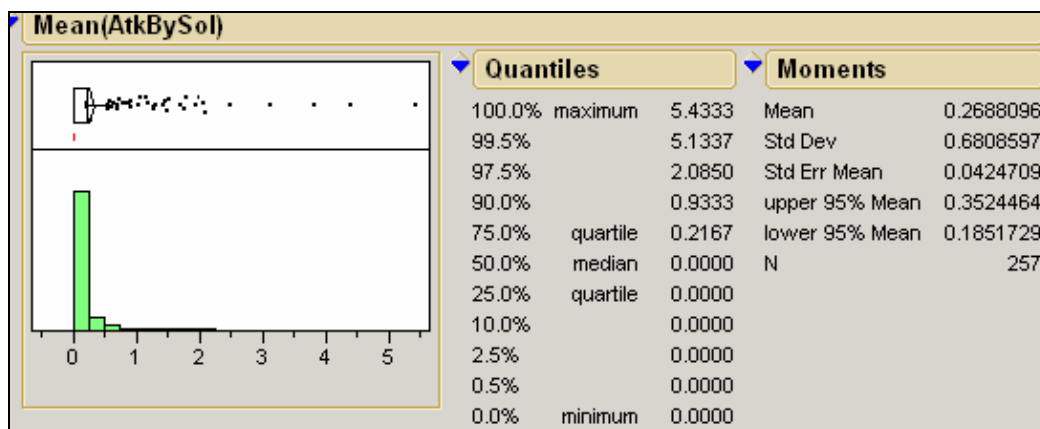 Mean(AtkBySol)
Quantiles
100.0% maximum 5.4333
99.5% 5.1337
97.5% 2.0850
90.0% 0.9333
75.0% quartile 0.2167
50.0% median 0.0000
25.0% quartile 0.0000
10.0% 0.0000
2.5% 0.0000
0.5% 0.0000
0.0% minimum 0.0000
Moments
Mean 0.2688096
Std Dev 0.6808597
Std Err Mean 0.0424709
upper 95% Mean 0.3524464
lower 95% Mean 0.1851729
N 257
0 1 2 3 4 5